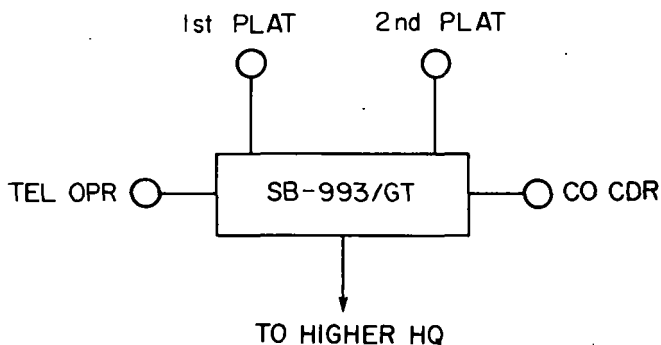 1st PLAT
2nd PLAT
TEL OPR
SB-993/GT
CO CDR
TO HIGHER HQ